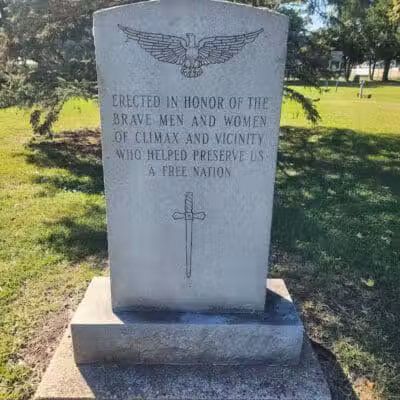 ERECTED IN HONOR OF THE
BRAVE MEN AND WOMEN
OF CLIMAX AND VICINITY
WHO HELPED PRESERVE US
A FREE NATION